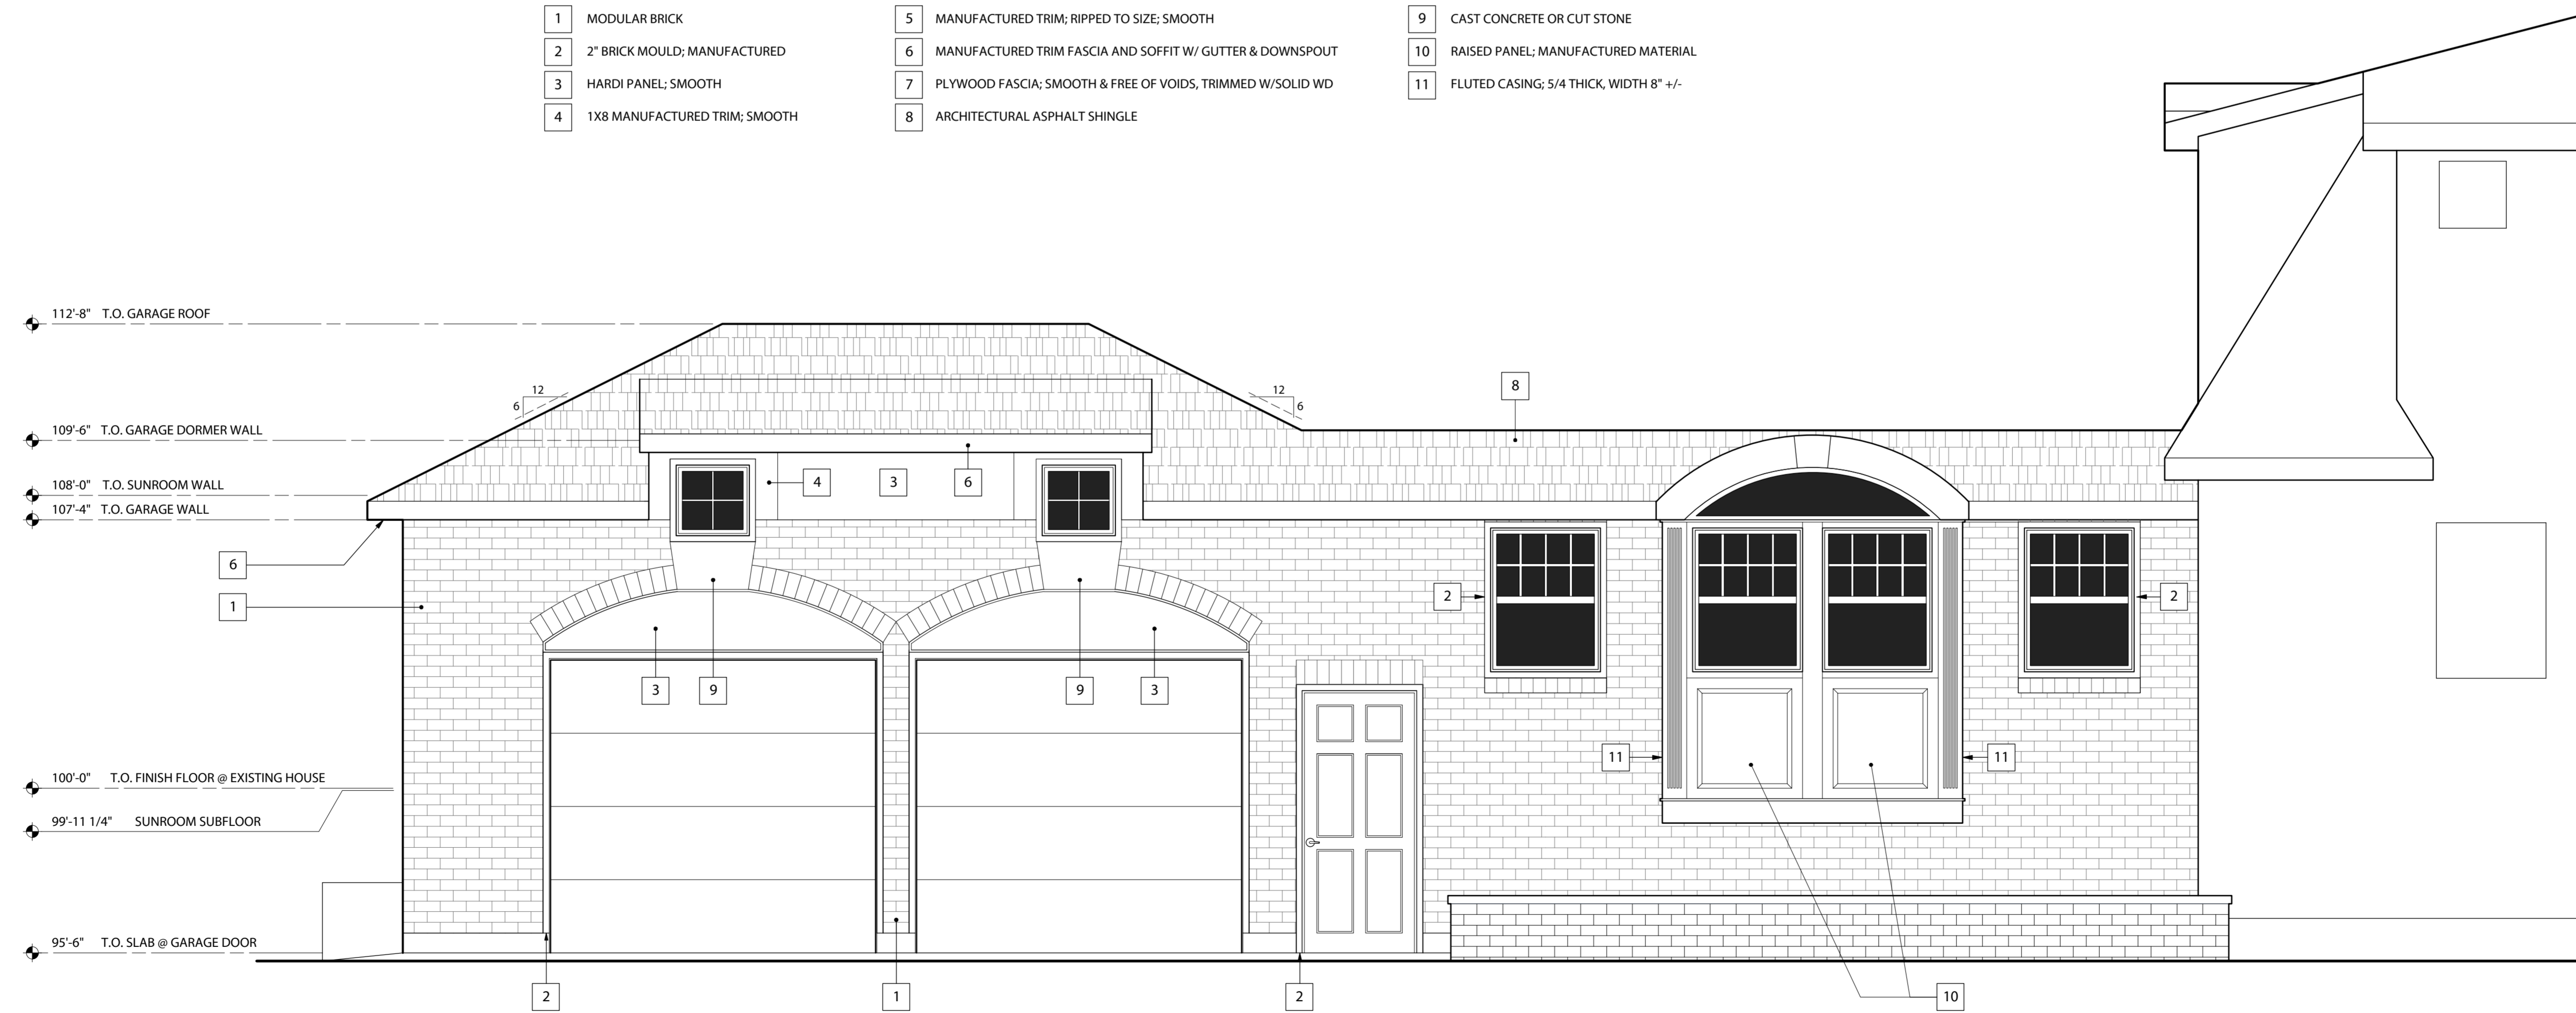 1 MODULAR BRICK
2 2" BRICK MOULD; MANUFACTURED
3 HARDI PANEL; SMOOTH
4 1X8 MANUFACTURED TRIM; SMOOTH
5 MANUFACTURED TRIM; RIPPED TO SIZE; SMOOTH
6 MANUFACTURED TRIM FASCIA AND SOFFIT W/ GUTTER & DOWNSPOUT
7 PLYWOOD FASCIA; SMOOTH & FREE OF VOIDS, TRIMMED W/SOLID WD
8 ARCHITECTURAL ASPHALT SHINGLE
9 CAST CONCRETE OR CUT STONE
10 RAISED PANEL; MANUFACTURED MATERIAL
11 FLUTED CASING; 5/4 THICK, WIDTH 8" +/-
112'-8" T.O. GARAGE ROOF
12
6
12
6
8
109'-6" T.O. GARAGE DORMER WALL
108'-0" T.O. SUNROOM WALL
107'-4" T.O. GARAGE WALL
4
3
6
6
1
2
2
3
9
9
3
11
11
100'-0" T.O. FINISH FLOOR @ EXISTING HOUSE
99'-11 1/4" SUNROOM SUBFLOOR
95'-6" T.O. SLAB @ GARAGE DOOR
2
1
2
10